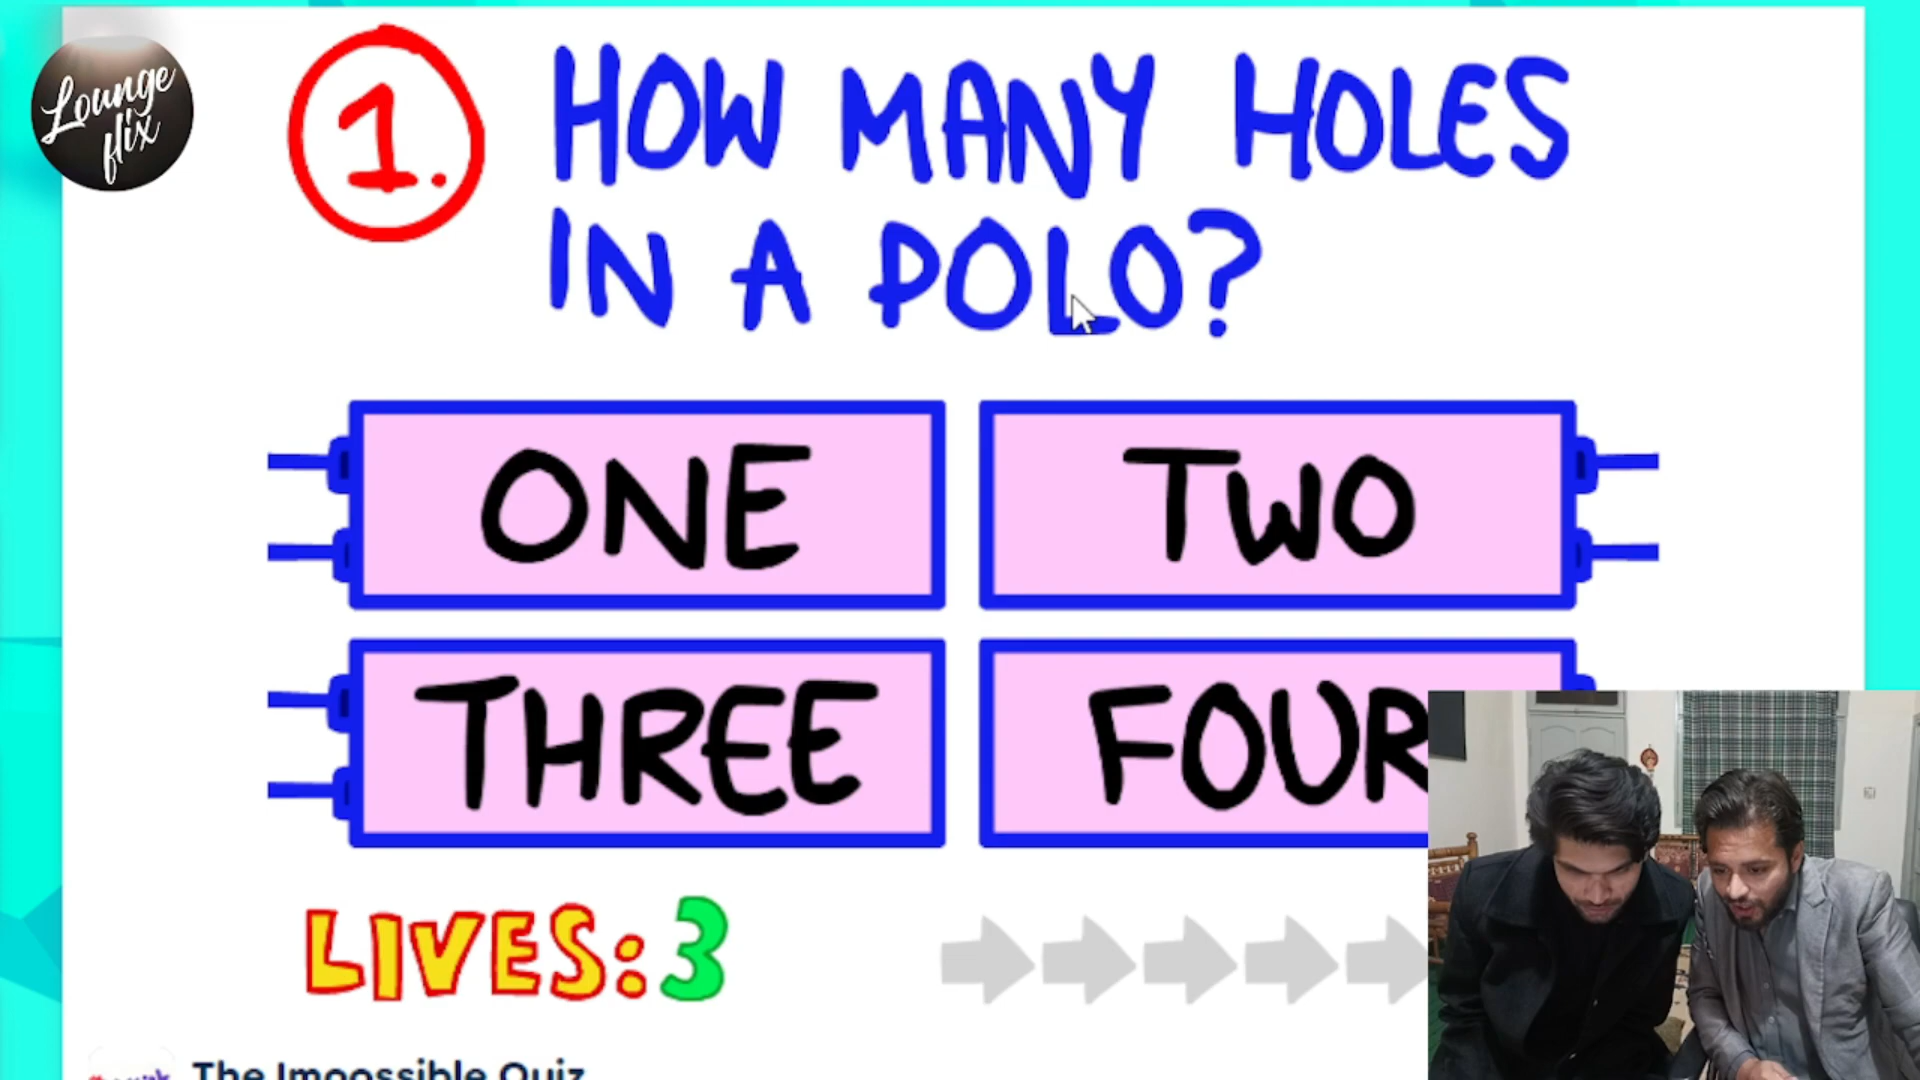 Lounge
flix
1.
HOW MANY HOLES
IN A POLO?
ONE
TWO
THREE
FOUR
LIVES: 3
The Impossible Quiz